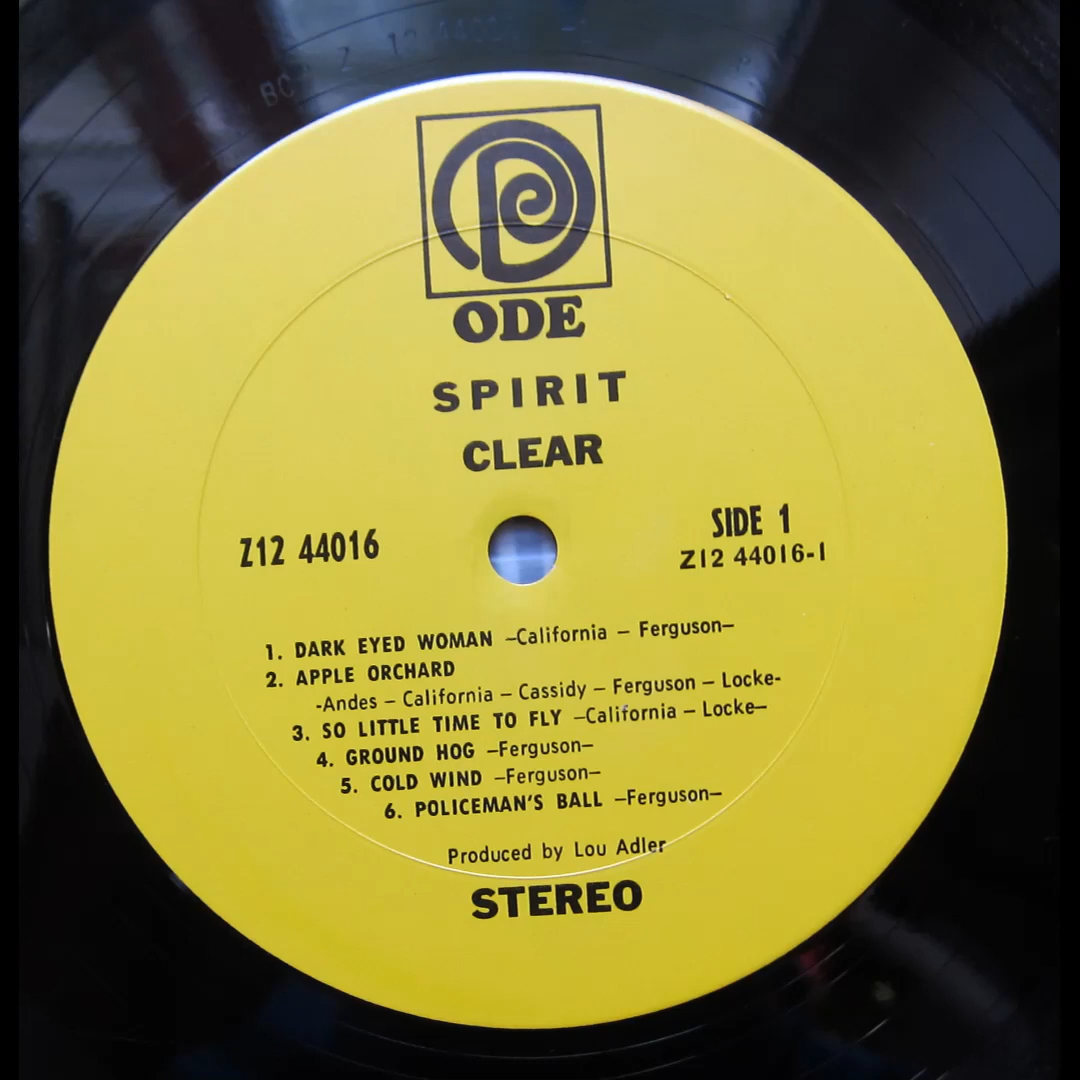 ODE
SPIRIT
CLEAR
Z12 44016
SIDE 1
Z12 44016-1
1. DARK EYED WOMAN –California – Ferguson–
2. APPLE ORCHARD
-Andes – California – Cassidy – Ferguson – Locke-
3. SO LITTLE TIME TO FLY –California – Locke–
4. GROUND HOG –Ferguson–
5. COLD WIND –Ferguson–
6. POLICEMAN'S BALL –Ferguson–
Produced by Lou Adler
STEREO